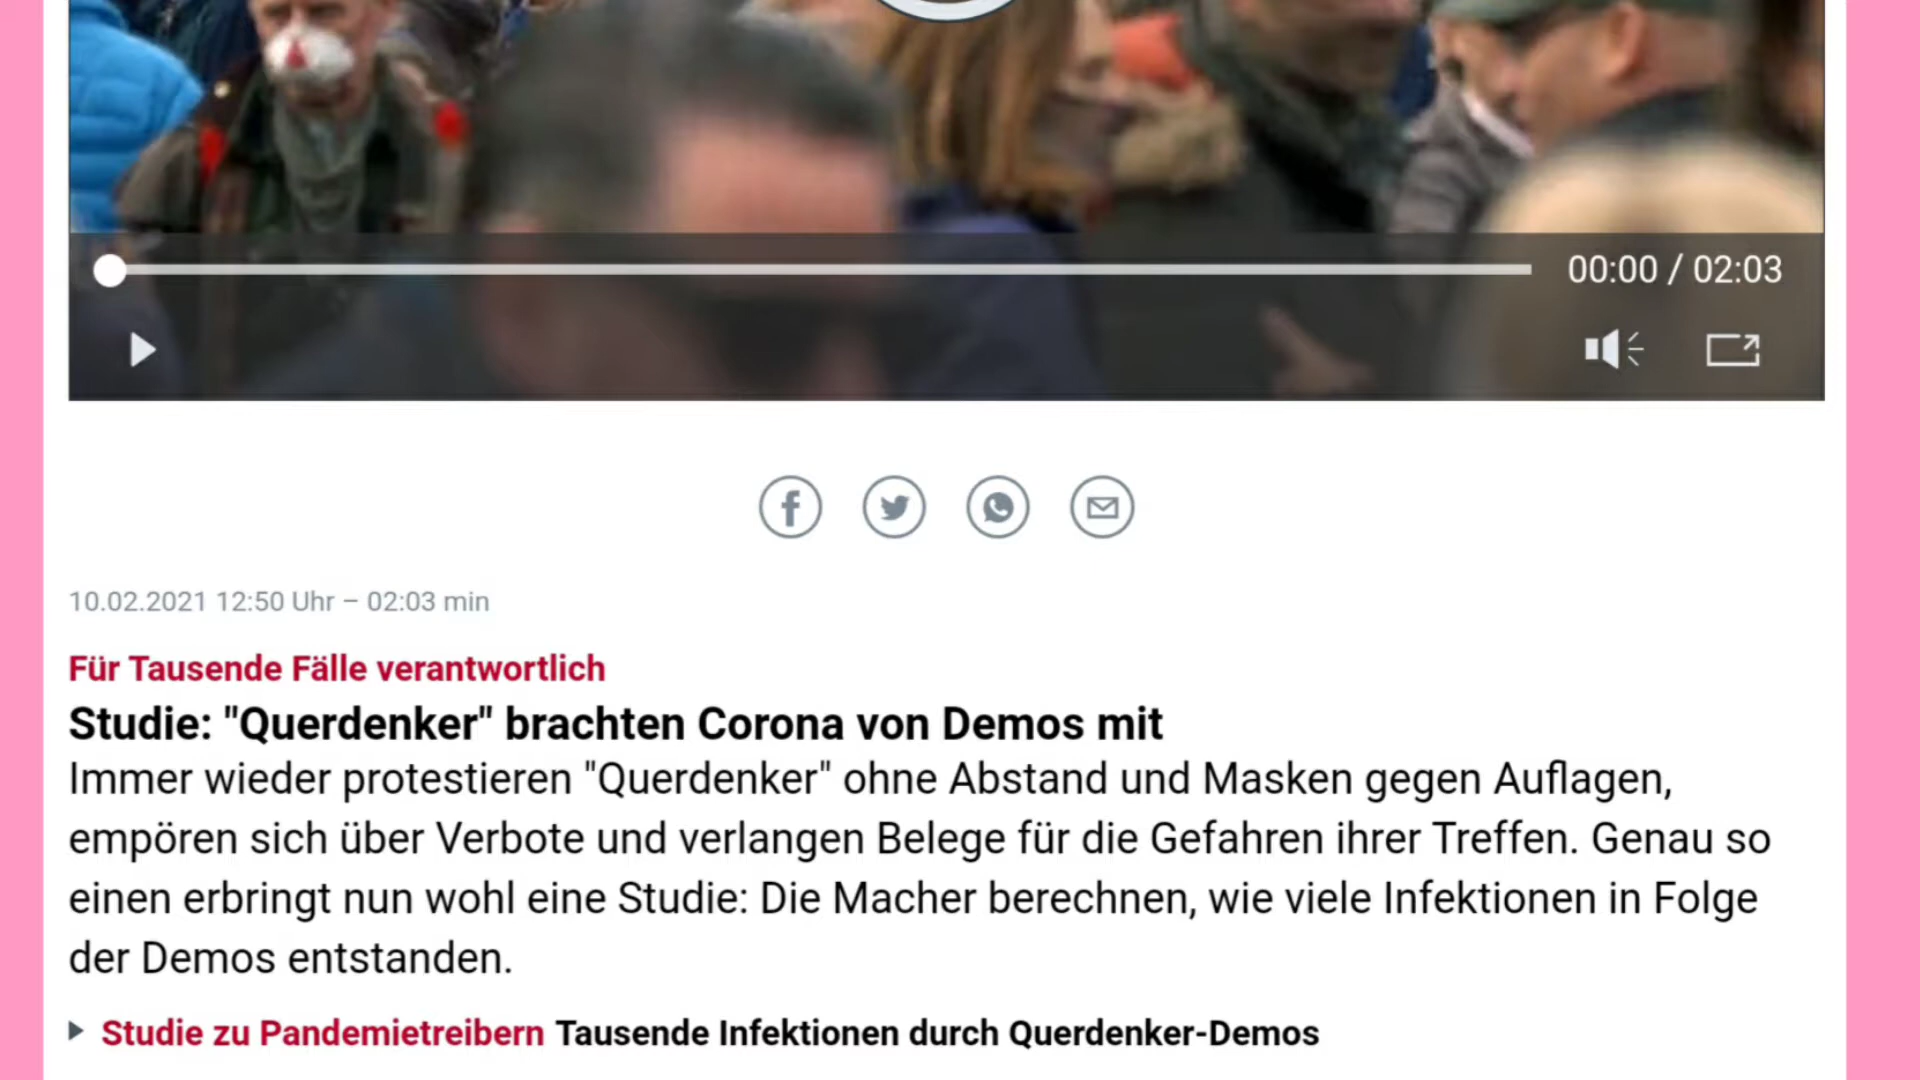 00:00 / 02:03
10.02.2021 12:50 Uhr – 02:03 min
Für Tausende Fälle verantwortlich
Studie: "Querdenker" brachten Corona von Demos mit
Immer wieder protestieren "Querdenker" ohne Abstand und Masken gegen Auflagen,
empören sich über Verbote und verlangen Belege für die Gefahren ihrer Treffen. Genau so
einen erbringt nun wohl eine Studie: Die Macher berechnen, wie viele Infektionen in Folge
der Demos entstanden.
Studie zu Pandemietreibern Tausende Infektionen durch Querdenker-Demos